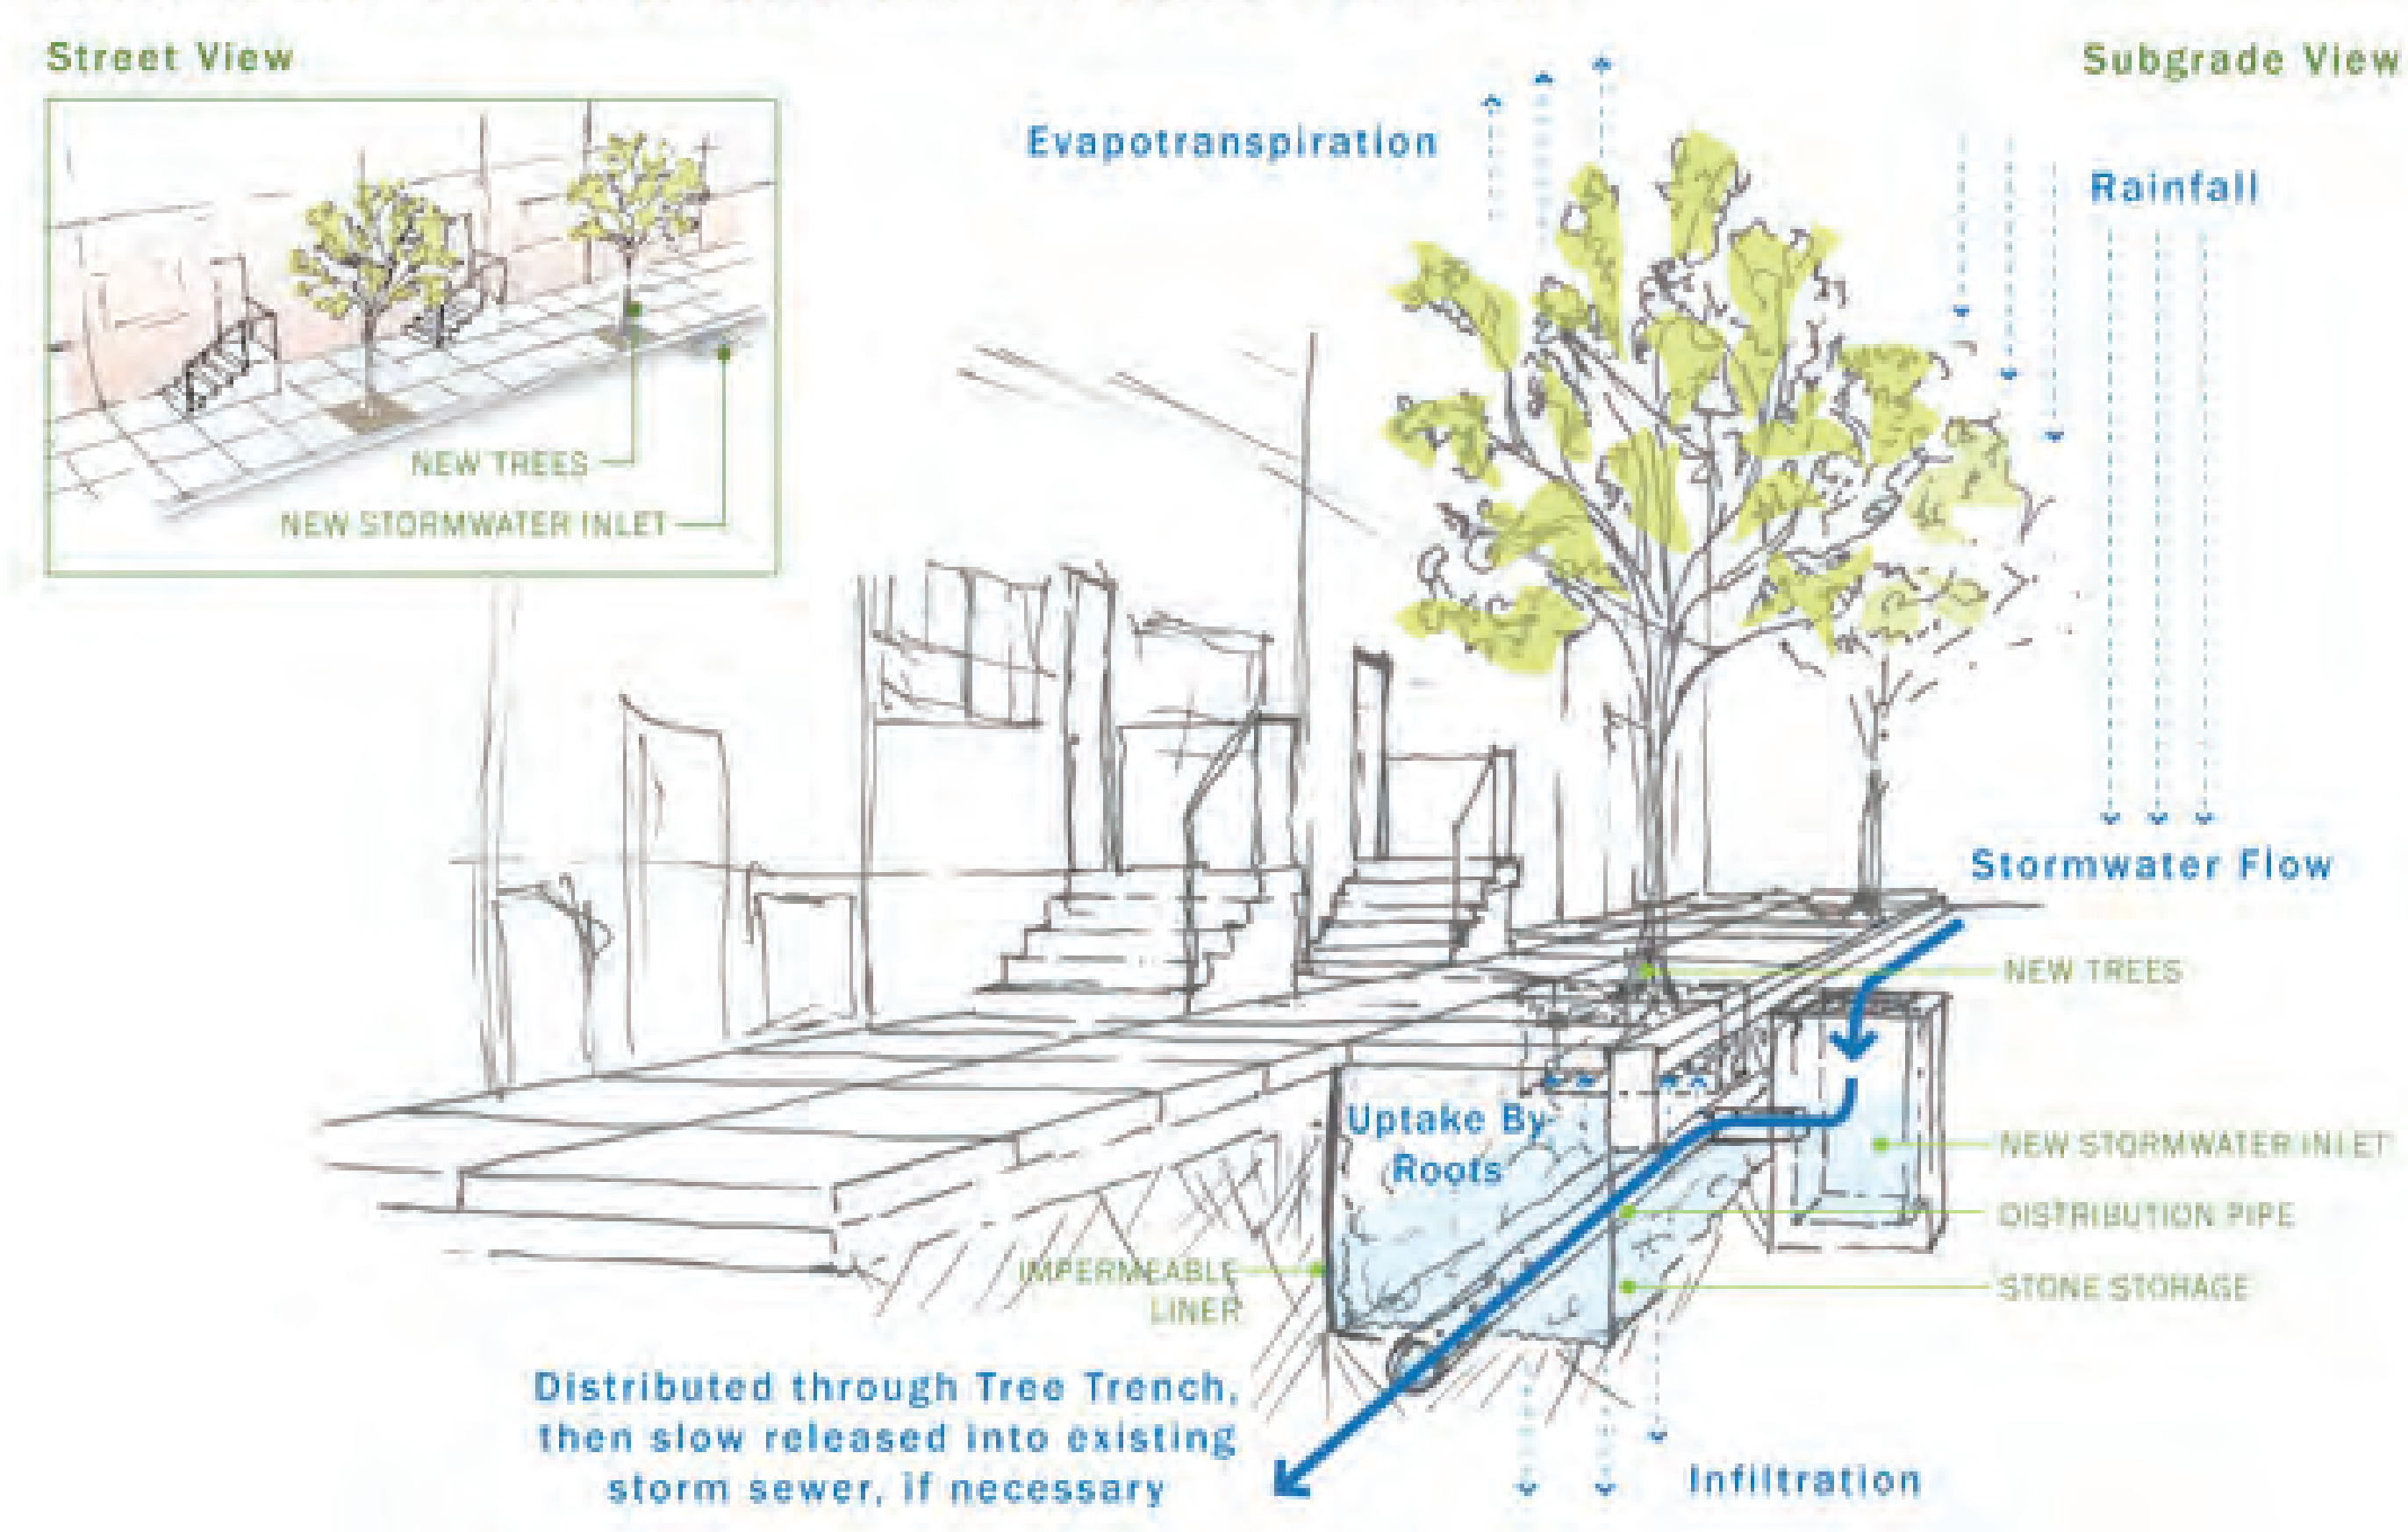 Street View
NEW TREES
NEW STORMWATER INLET
Subgrade View
Evapotranspiration
Rainfall
Stormwater Flow
NEW TREES
Uptake By
Roots
NEW STORMWATER INLET
DISTRIBUTION PIPE
STONE STORAGE
IMPERMEABLE
LINER
Distributed through Tree Trench,
then slow released into existing
storm sewer, if necessary
Infiltration